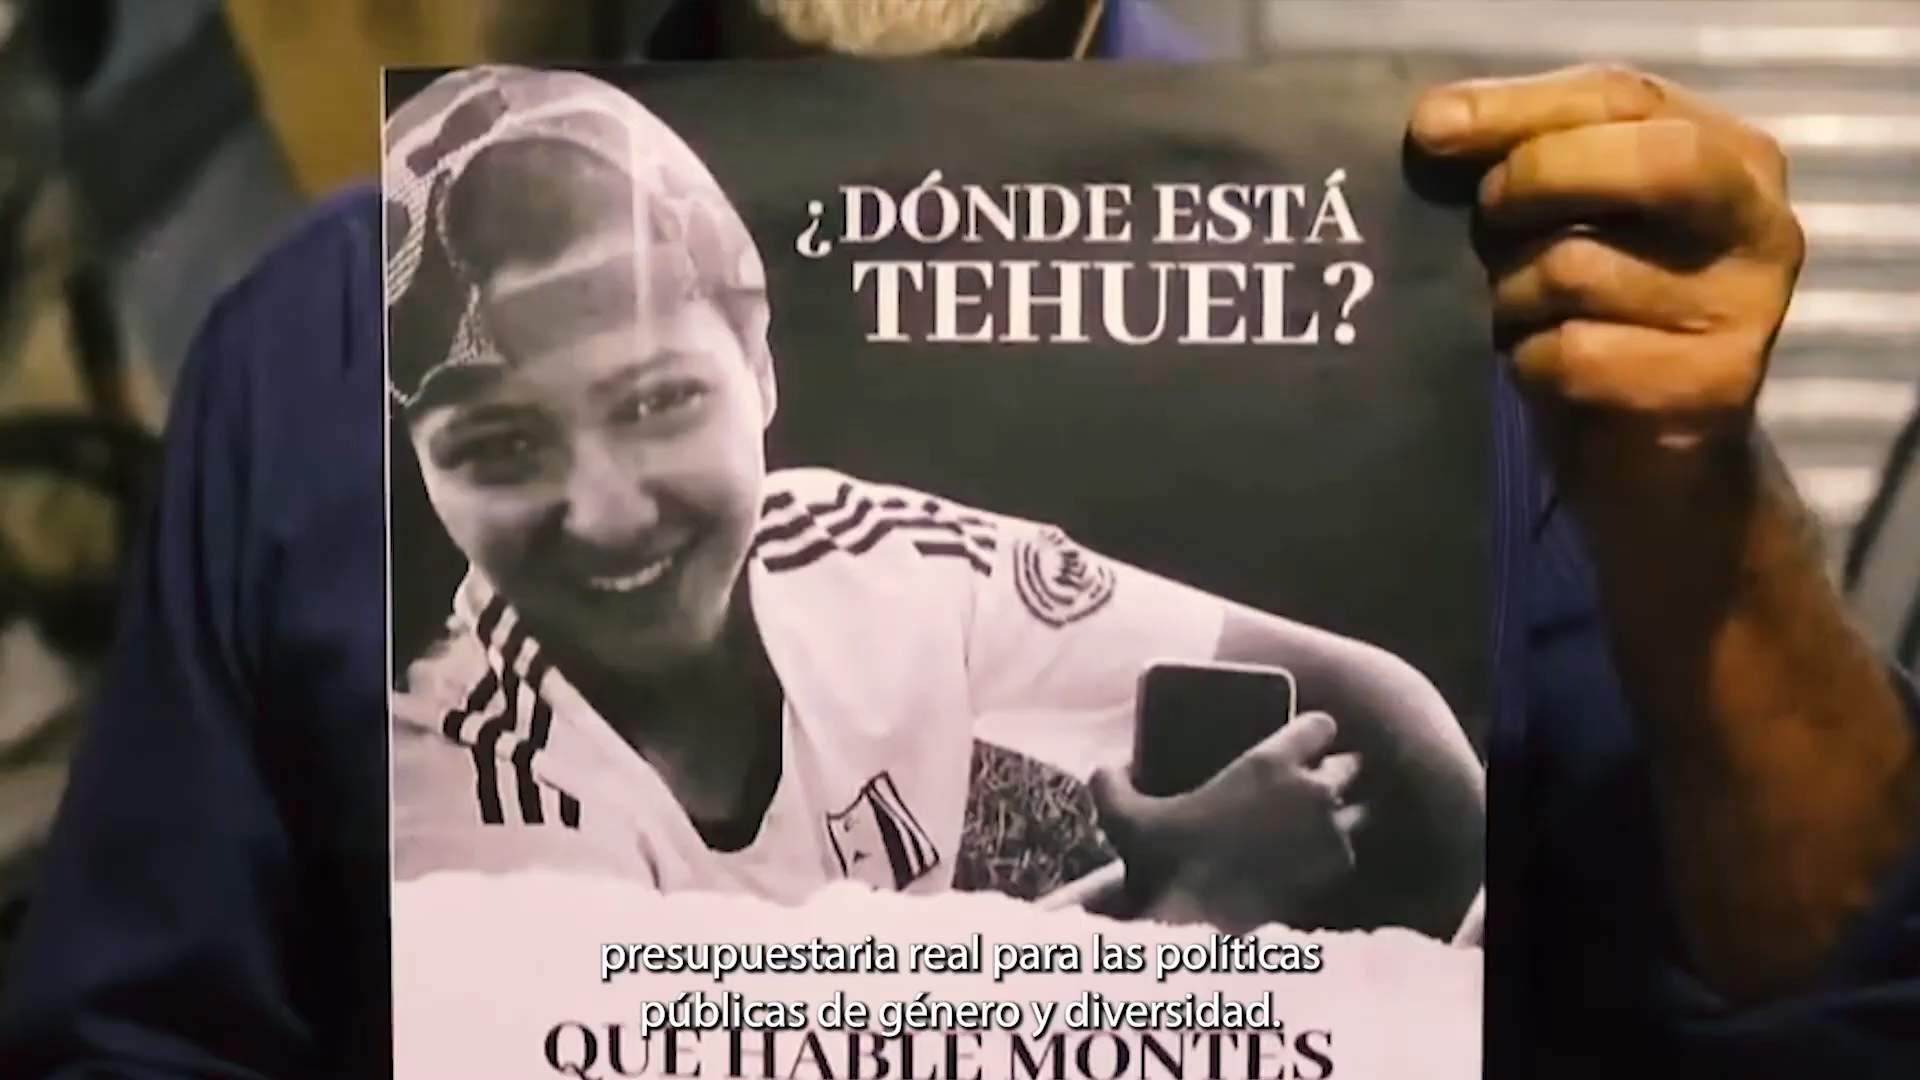 ¿DÓNDE ESTÁ
TEHUEL?
presupuestaria real para las políticas
públicas de género y diversidad.
QUE HABLE MONTES